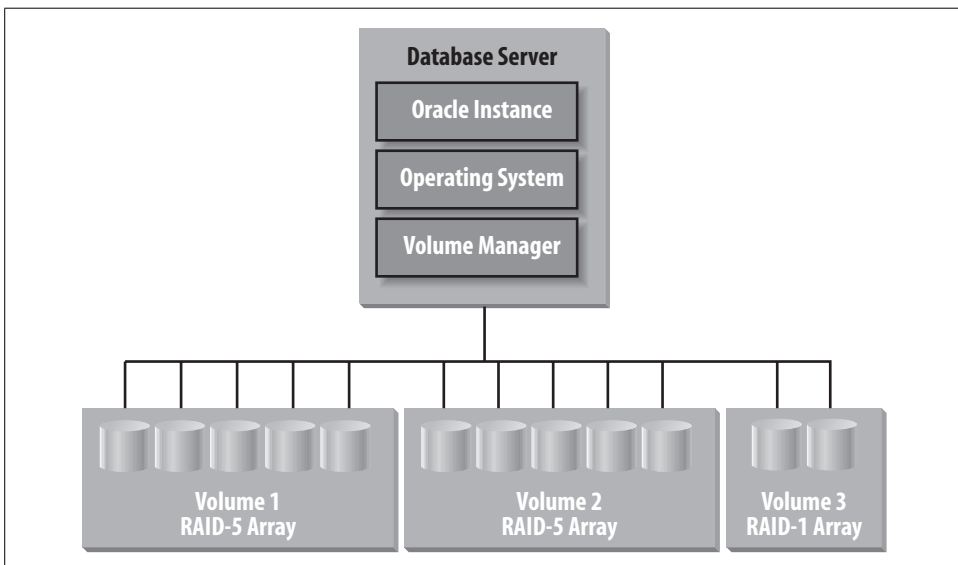 Database Server
Oracle Instance
Operating System
Volume Manager
Volume 1
RAID-5 Array
Volume 2
RAID-5 Array
Volume 3
RAID-1 Array